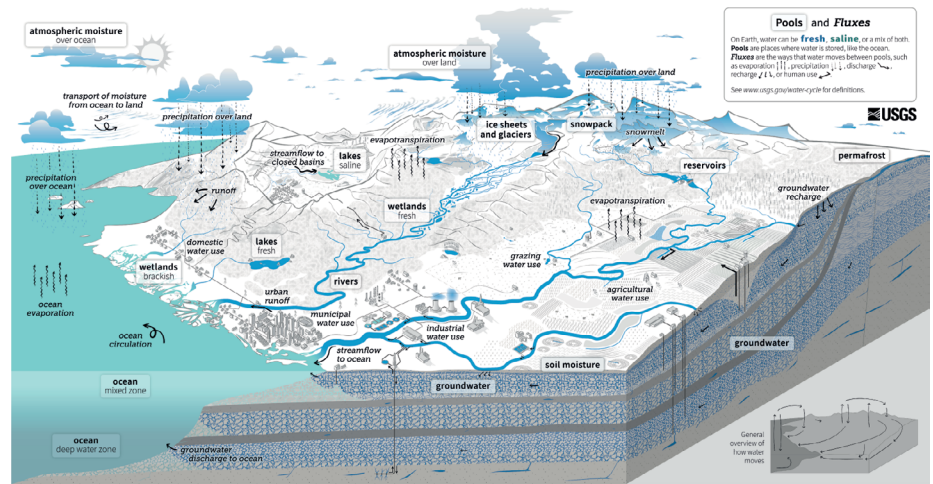 atmospheric moisture
over ocean
atmospheric moisture
over land
precipitation over land
Pools and Fluxes
On Earth, water can be fresh, saline, or a mix of both.
Pools are places where water is stored, like the ocean.
Fluxes are the ways that water moves between pools, such
as evaporation, precipitation, discharge,
recharge, or human use.
See www.usgs.gov/water-cycle for definitions.
USGS
transport of moisture
from ocean to land
precipitation over land
ice sheets
and glaciers
snowpack
snowmelt
evapotranspiration
streamflow to
closed basins
lakes
saline
reservoirs
permafrost
precipitation
over ocean
runoff
groundwater
recharge
evapotranspiration
wetlands
fresh
domestic
water use
lakes
fresh
grazing
water use
wetlands
brackish
rivers
agricultural
water use
urban
runoff
ocean
evaporation
municipal
water use
industrial
water use
ocean
circulation
groundwater
streamflow
to ocean
soil moisture
ocean
mixed zone
groundwater
ocean
deep water zone
groundwater
discharge to ocean
General
overview of
how water
moves